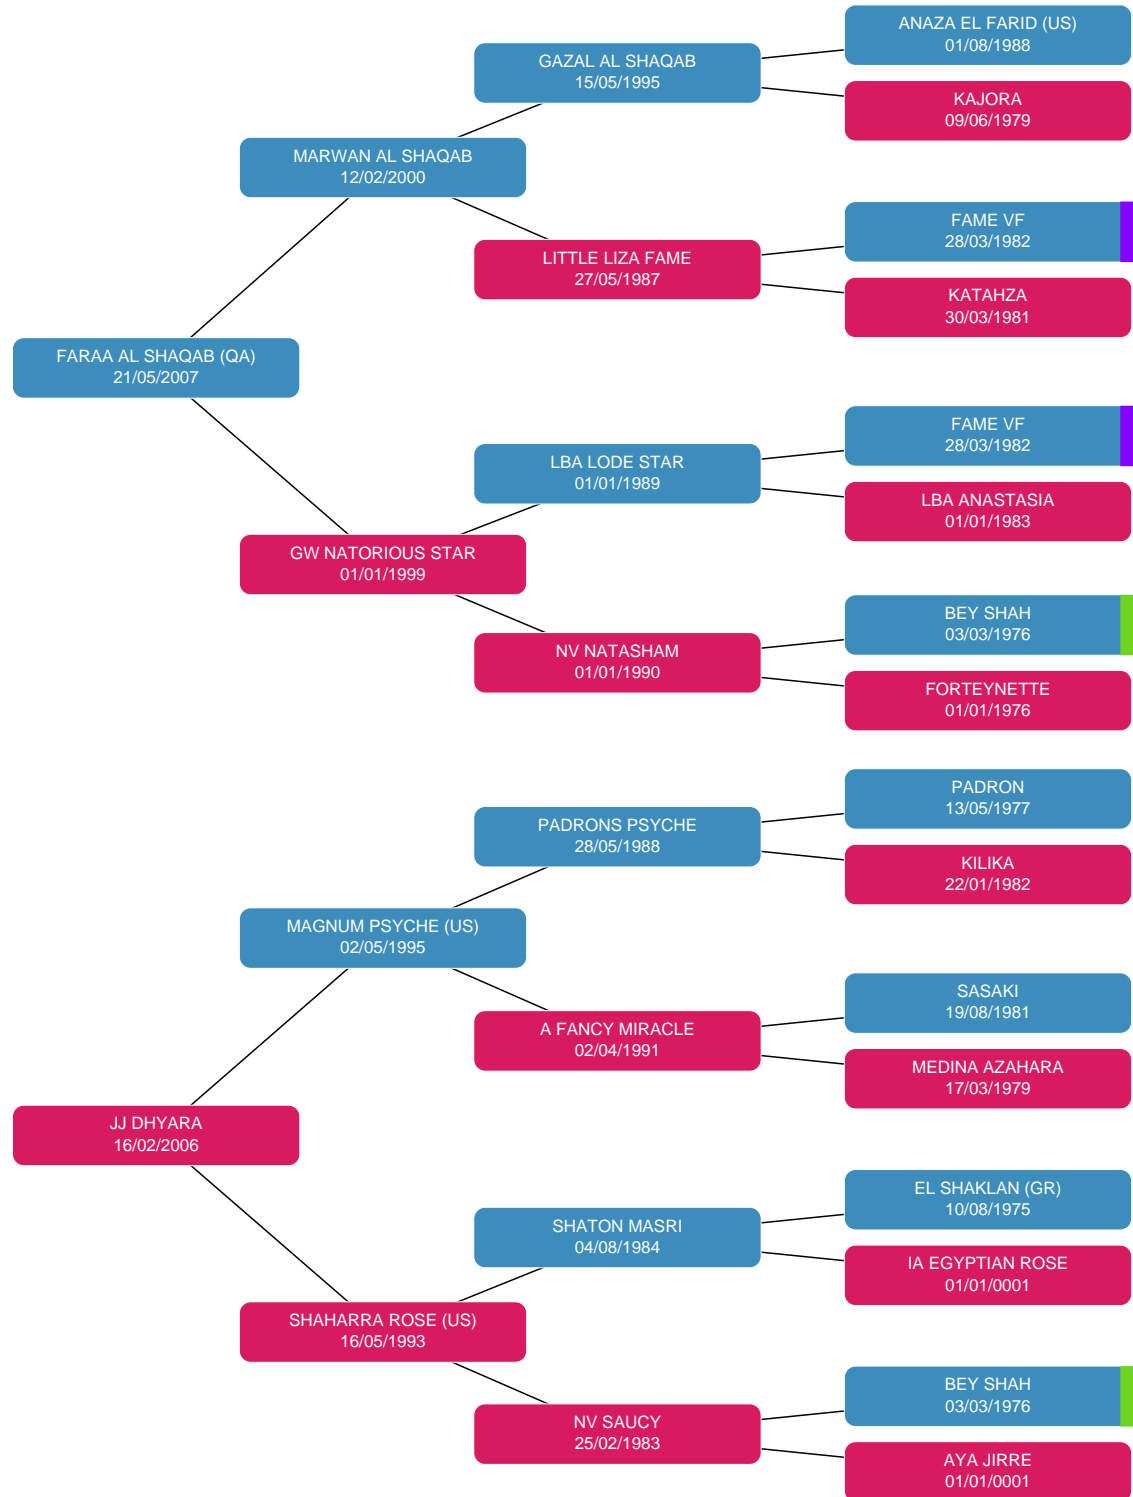 ANAZA EL FARID (US)
01/08/1988
GAZAL AL SHAQAB
15/05/1995
KAJORA
09/06/1979
MARWAN AL SHAQAB
12/02/2000
FAME VF
28/03/1982
LITTLE LIZA FAME
27/05/1987
KATAHZA
30/03/1981
FARAA AL SHAQAB (QA)
21/05/2007
FAME VF
28/03/1982
LBA LODE STAR
01/01/1989
LBA ANASTASIA
01/01/1983
GW NATORIOUS STAR
01/01/1999
BEY SHAH
03/03/1976
NV NATASHAM
01/01/1990
FORTEYNETTE
01/01/1976
PADRON
13/05/1977
PADRONS PSYCHE
28/05/1988
KILIKA
22/01/1982
MAGNUM PSYCHE (US)
02/05/1995
SASAKI
19/08/1981
A FANCY MIRACLE
02/04/1991
MEDINA AZAHARA
17/03/1979
JJ DHYARA
16/02/2006
EL SHAKLAN (GR)
10/08/1975
SHATON MASRI
04/08/1984
IA EGYPTIAN ROSE
01/01/0001
SHAHARRA ROSE (US)
16/05/1993
BEY SHAH
03/03/1976
NV SAUCY
25/02/1983
AYA JIRRE
01/01/0001